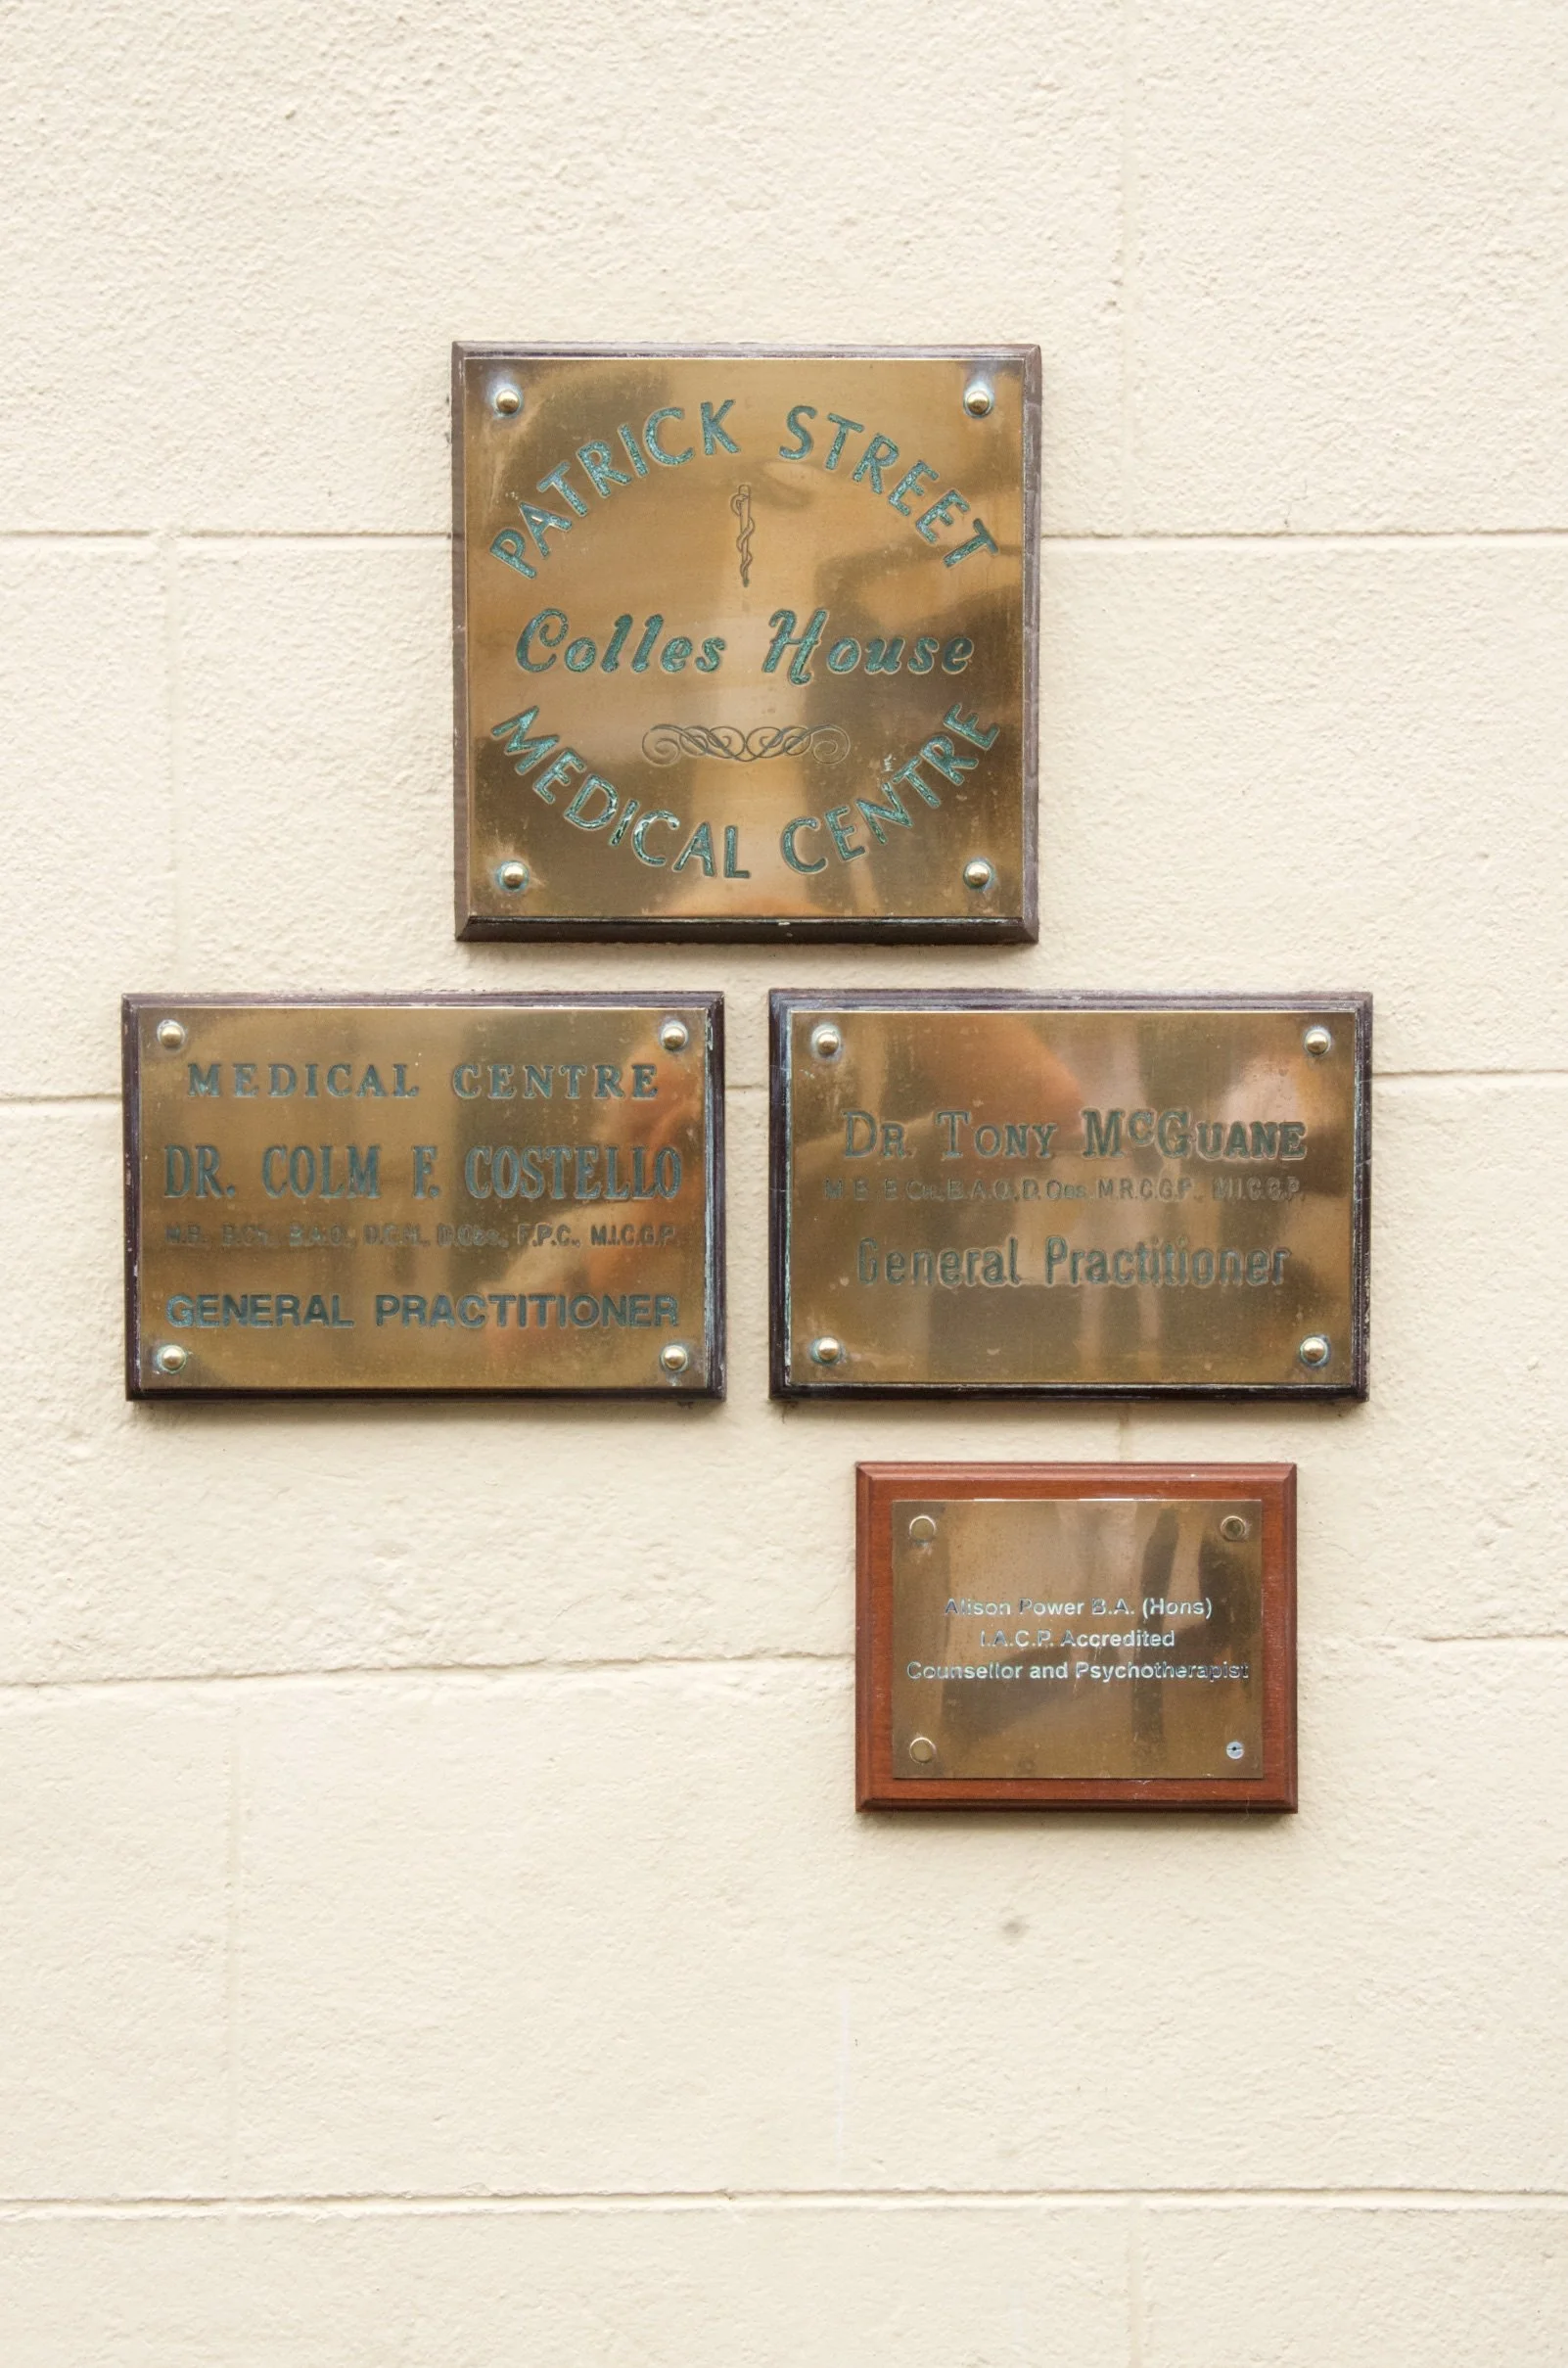 PATRICK STREET
Colles House
MEDICAL CENTRE
MEDICAL CENTRE
DR. COLM F. COSTELLO
M.B., B.Ch., B.A.O., D.C.H., D.Obs., F.P.C., M.I.C.G.P.
GENERAL PRACTITIONER
DR. TONY MCGUANE
M.B. B.CH., B.A.O., D.OBS. M.R.C.G.P., M.I.C.G.P.
General Practitioner
Alison Power B.A. (Hons)
I.A.C.P. Accredited
Counsellor and Psychotherapist